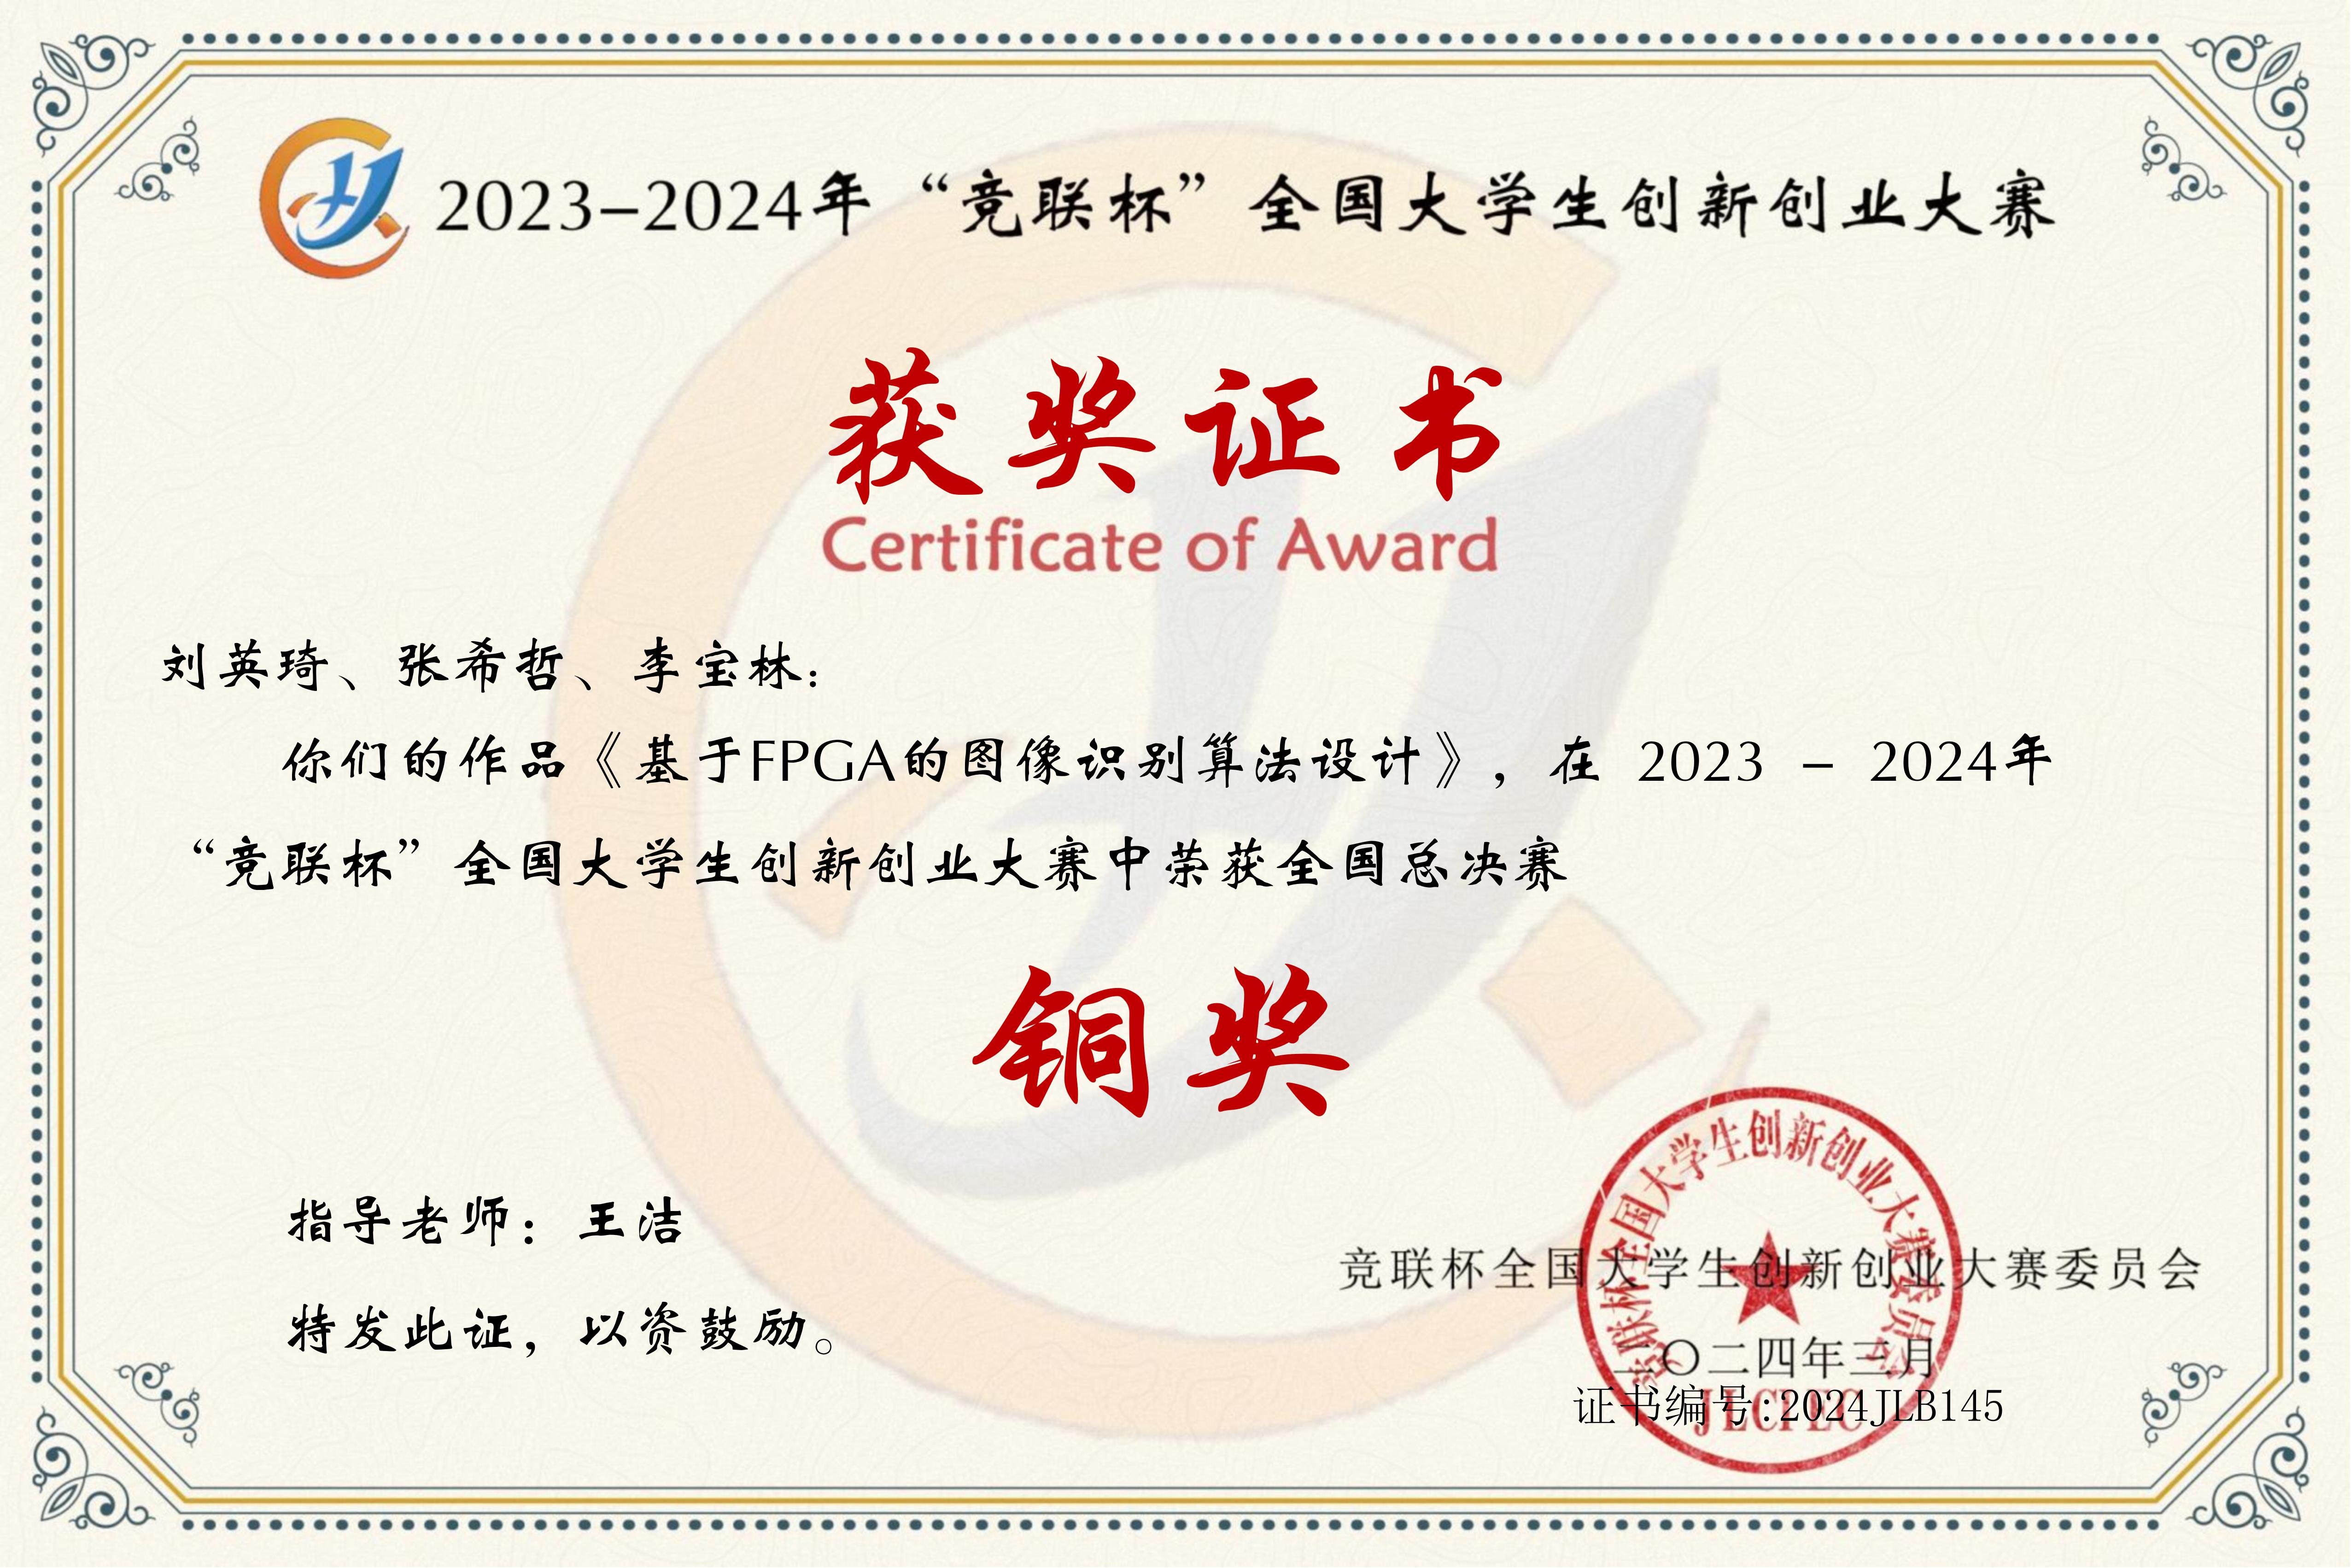 2023-2024年“竞联杯”全国大学生创新创业大赛
获奖证书
Certificate of Award
刘英琦、张希哲、李宝林：
你们的作品《基于FPGA的图像识别算法设计》，在 2023 - 2024年
“竞联杯”全国大学生创新创业大赛中荣获全国总决赛
铜奖
指导老师：王洁
特发此证，以资鼓励。
竞联杯全国大学生创新创业大赛委员会
竞联杯全国大学生创新创业大赛委员会
二〇二四年三月
证书编号:2024JLB145